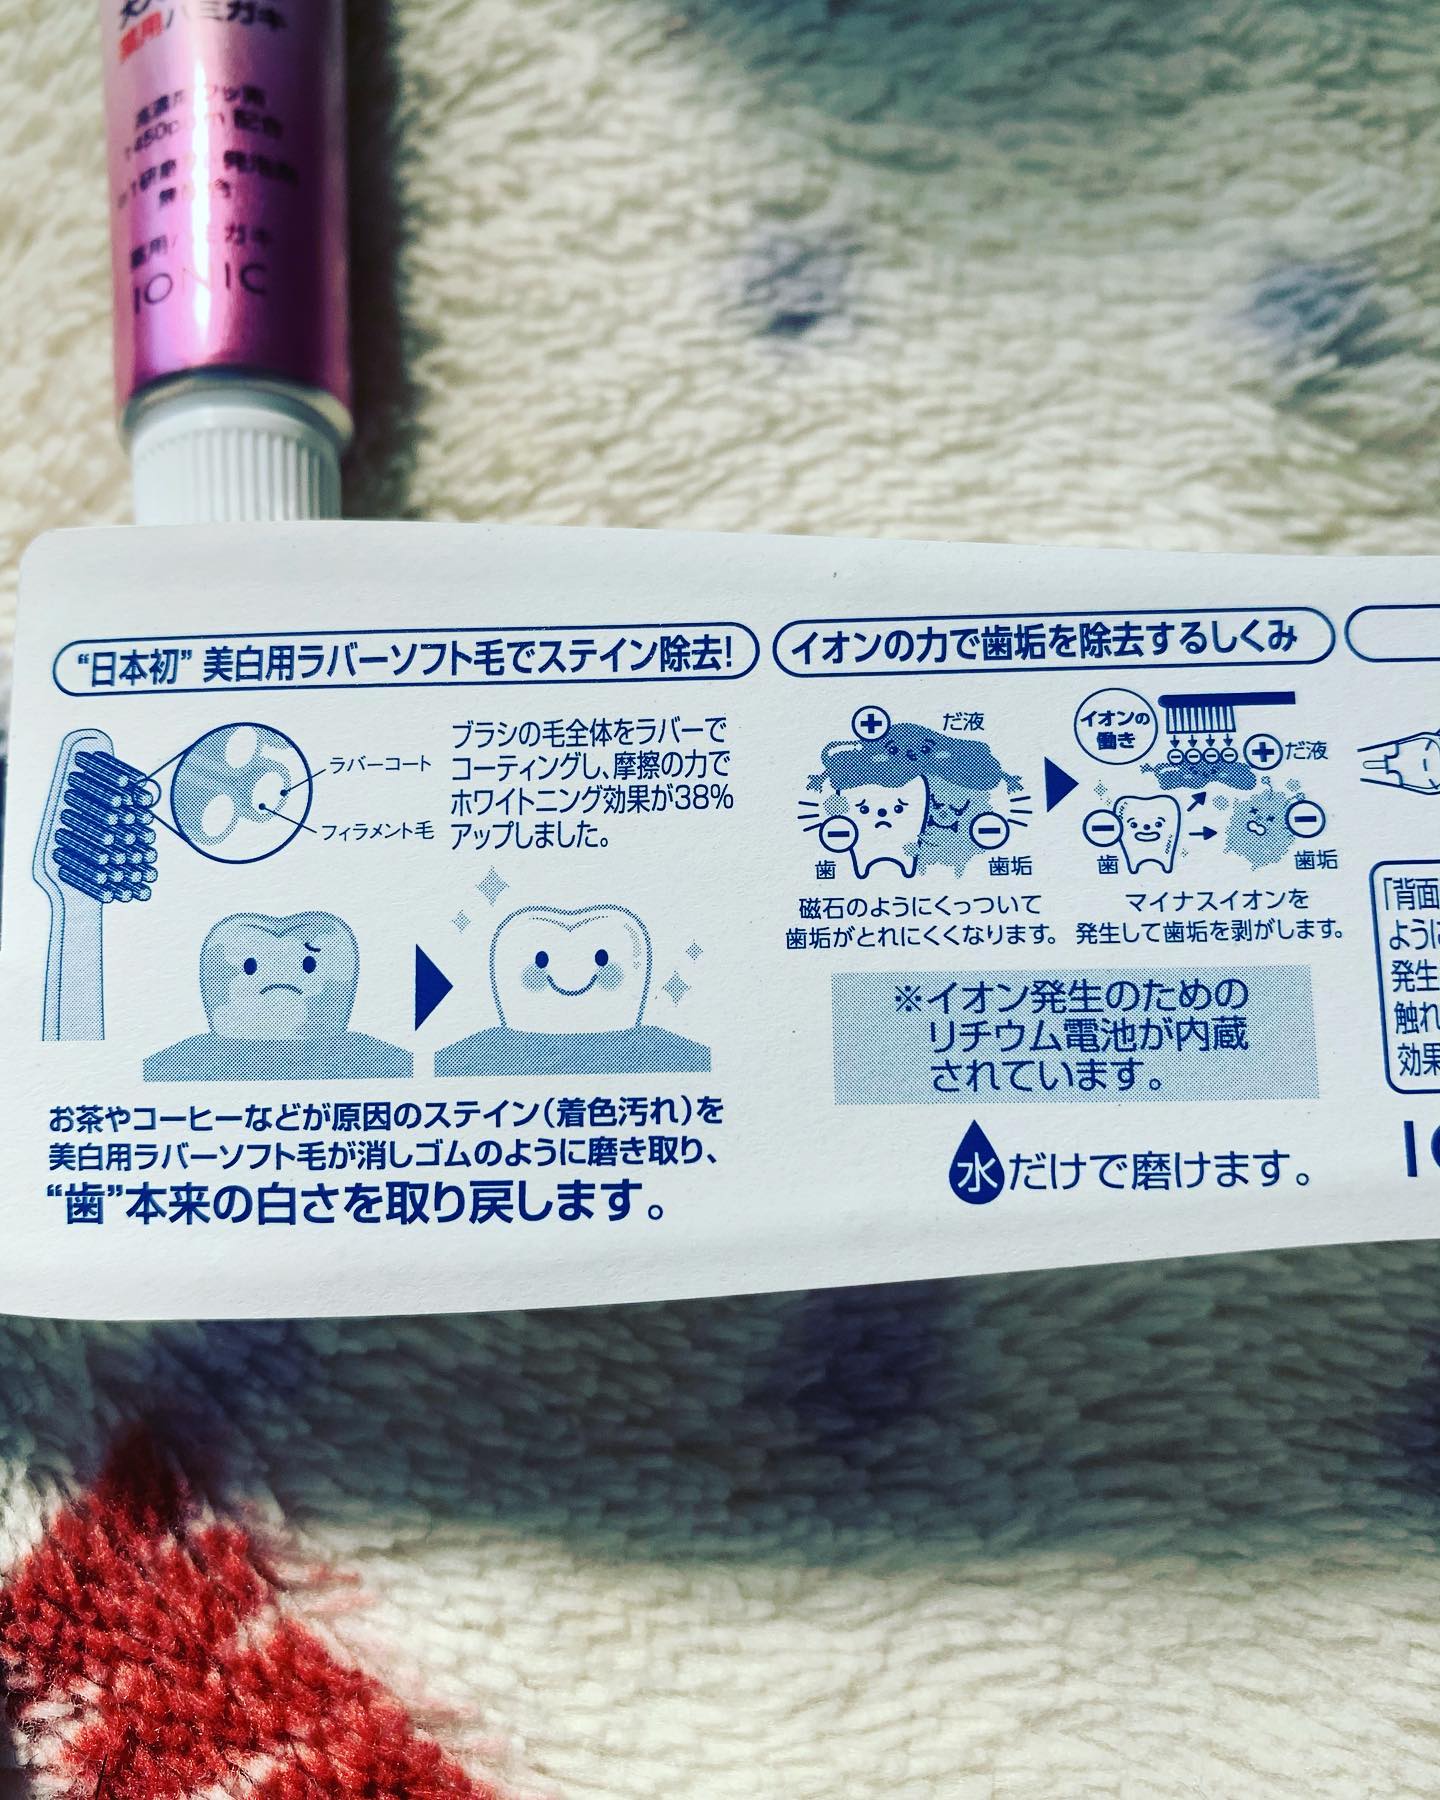 薬用ハミガキ
1450ppm配合
薬用ハミガキ
IONIC
“日本初” 美白用ラバーソフト毛でステイン除去!
ラバーコート
フィラメント毛
ブラシの毛全体をラバーで
コーティングし、摩擦の力で
ホワイトニング効果が38%
アップしました。
お茶やコーヒーなどが原因のステイン(着色汚れ)を
美白用ラバーソフト毛が消しゴムのように磨き取り、
“歯”本来の白さを取り戻します。
イオンの力で歯垢を除去するしくみ
+
だ液
−
歯
−
歯垢
磁石のようにくっついて
歯垢がとれにくくなります。
イオンの
働き
−−−−
+
だ液
−
歯
−
歯垢
マイナスイオンを
発生して歯垢を剥がします。
※イオン発生のための
リチウム電池が内蔵
されています。
水だけで磨けます。
「背面
ように
発生
触れ
効果